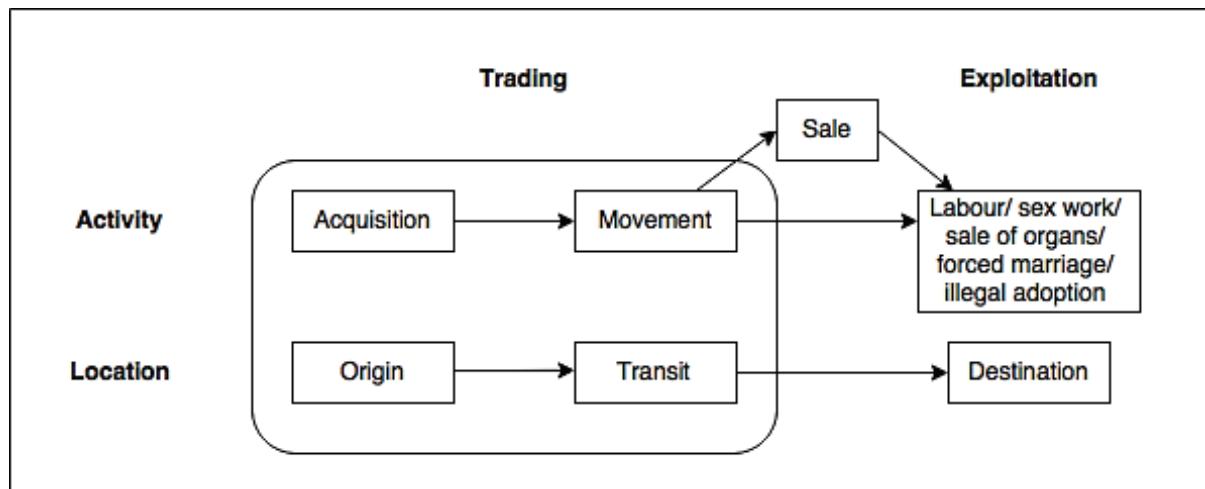 Trading
Exploitation
Sale
Activity
Acquisition
Movement
Labour/ sex work/
sale of organs/
forced marriage/
illegal adoption
Location
Origin
Transit
Destination